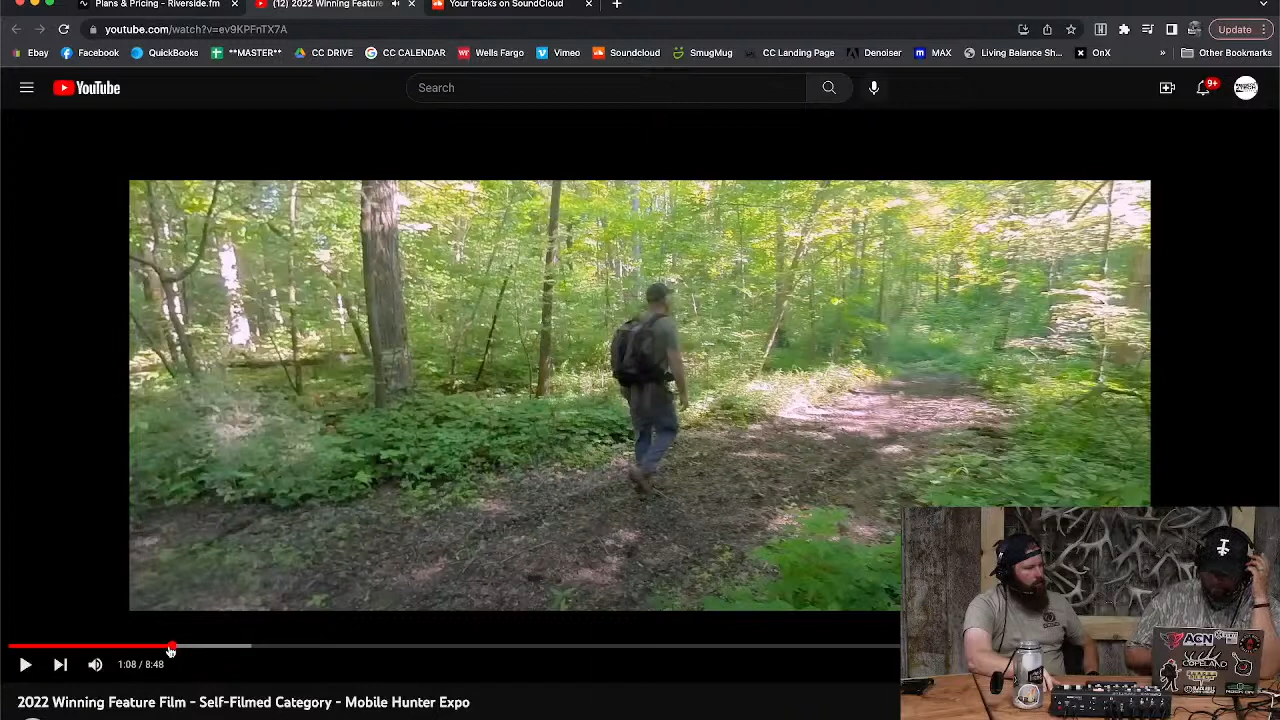 Plans & Pricing - Riverside.fm
(12) 2022 Winning Feature
Your tracks on SoundCloud
youtube.com/watch?v=ev9KPFnTX7A
Update
Ebay
Facebook
QuickBooks
**MASTER**
CC DRIVE
CC CALENDAR
Wells Fargo
Vimeo
Soundcloud
SmugMug
CC Landing Page
Denoiser
MAX
Living Balance Sh...
OnX
»
Other Bookmarks
YouTube
Search
9+
1:08 / 8:48
ACN
COPELAND
2022 Winning Feature Film - Self-Filmed Category - Mobile Hunter Expo